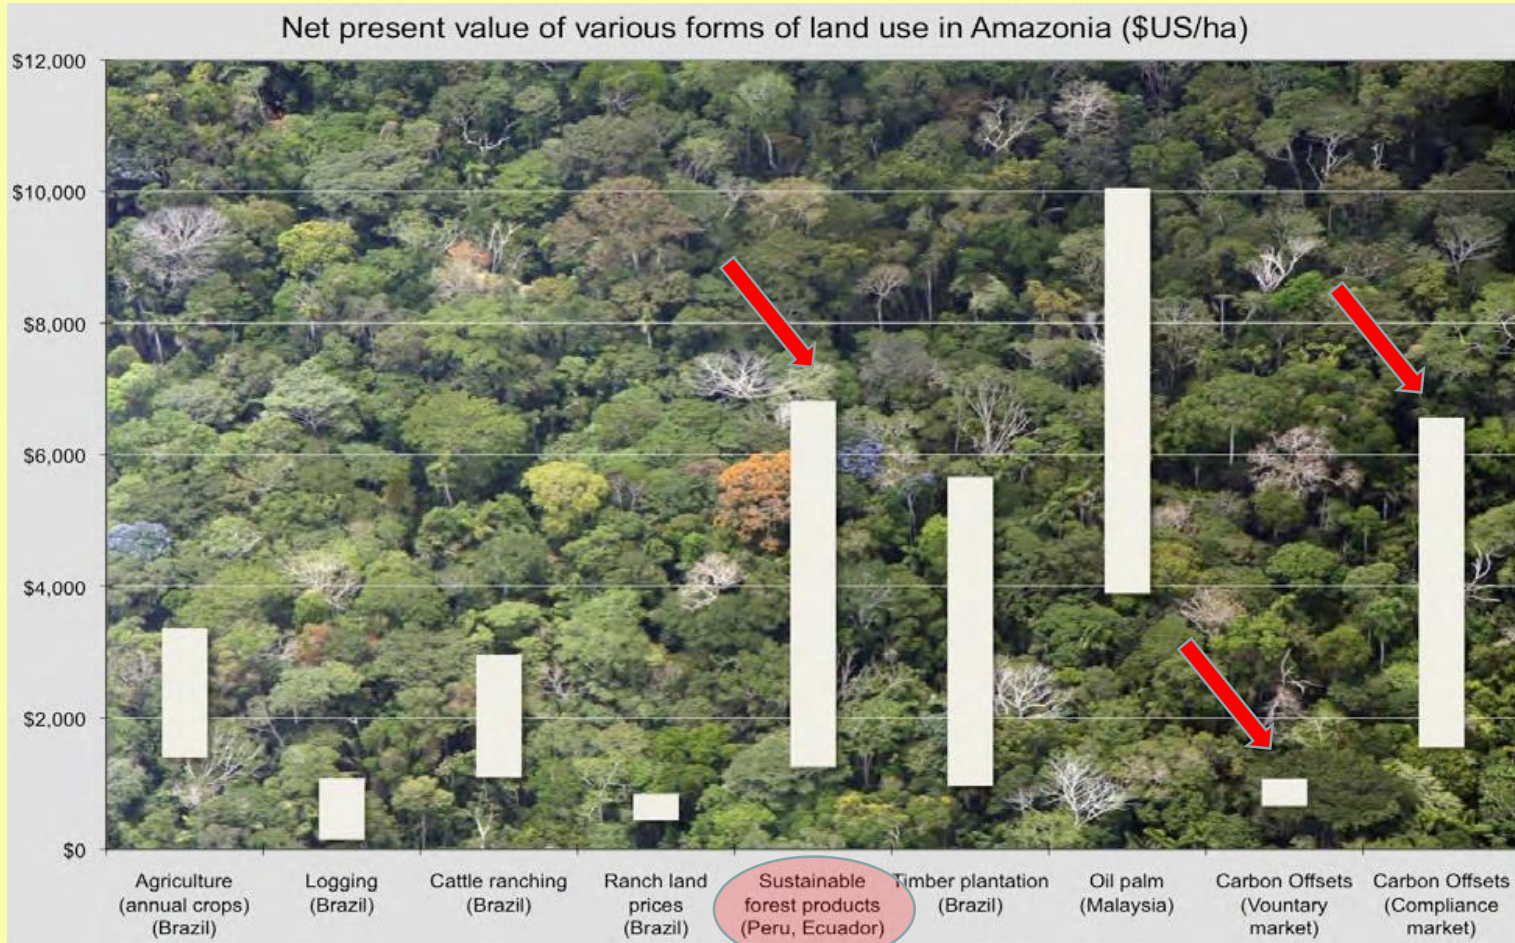 Net present value of various forms of land use in Amazonia ($US/ha)
$12,000
$10,000
$8,000
$6,000
$4,000
$2,000
$0
Agriculture
(annual crops)
(Brazil)
Logging
(Brazil)
Cattle ranching
(Brazil)
Ranch land
prices
(Brazil)
Sustainable
forest products
(Peru, Ecuador)
Timber plantation
(Brazil)
Oil palm
(Malaysia)
Carbon Offsets
(Vountary
market)
Carbon Offsets
(Compliance
market)